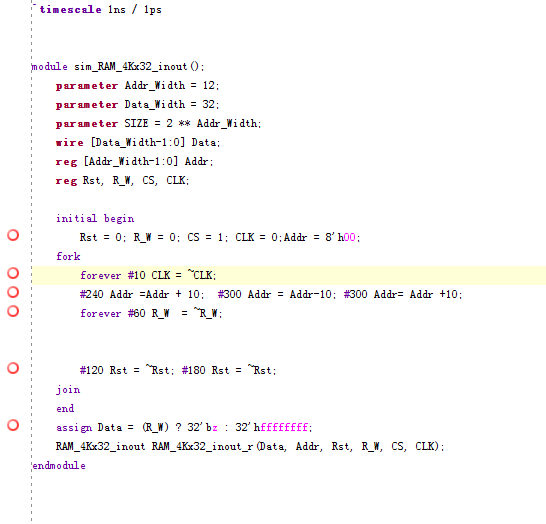 `timescale 1ns / 1ps
module sim_RAM_4Kx32_inout();
parameter Addr_Width = 12;
parameter Data_Width = 32;
parameter SIZE = 2 ** Addr_Width;
wire [Data_Width-1:0] Data;
reg [Addr_Width-1:0] Addr;
reg Rst, R_W, CS, CLK;
initial begin
Rst = 0; R_W = 0; CS = 1; CLK = 0;Addr = 8'h00;
fork
forever #10 CLK = ~CLK;
#240 Addr =Addr + 10;  #300 Addr = Addr-10; #300 Addr= Addr +10;
forever #60 R_W  = ~R_W;
#120 Rst = ~Rst; #180 Rst = ~Rst;
join
end
assign Data = (R_W) ? 32'bz : 32'hffffffff;
RAM_4Kx32_inout RAM_4Kx32_inout_r(Data, Addr, Rst, R_W, CS, CLK);
endmodule